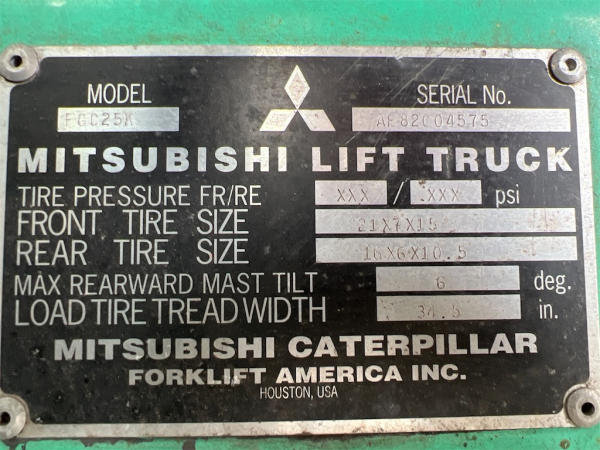 MODEL
FGC25K
SERIAL No.
AF82C04575
MITSUBISHI LIFT TRUCK
TIRE PRESSURE FR/RE XXX / XXX psi
FRONT TIRE SIZE 21X7X15
REAR TIRE SIZE 16X6X10.5
MAX REARWARD MAST TILT 6 deg.
LOAD TIRE TREAD WIDTH 34.5 in.
MITSUBISHI CATERPILLAR
FORKLIFT AMERICA INC.
HOUSTON, USA